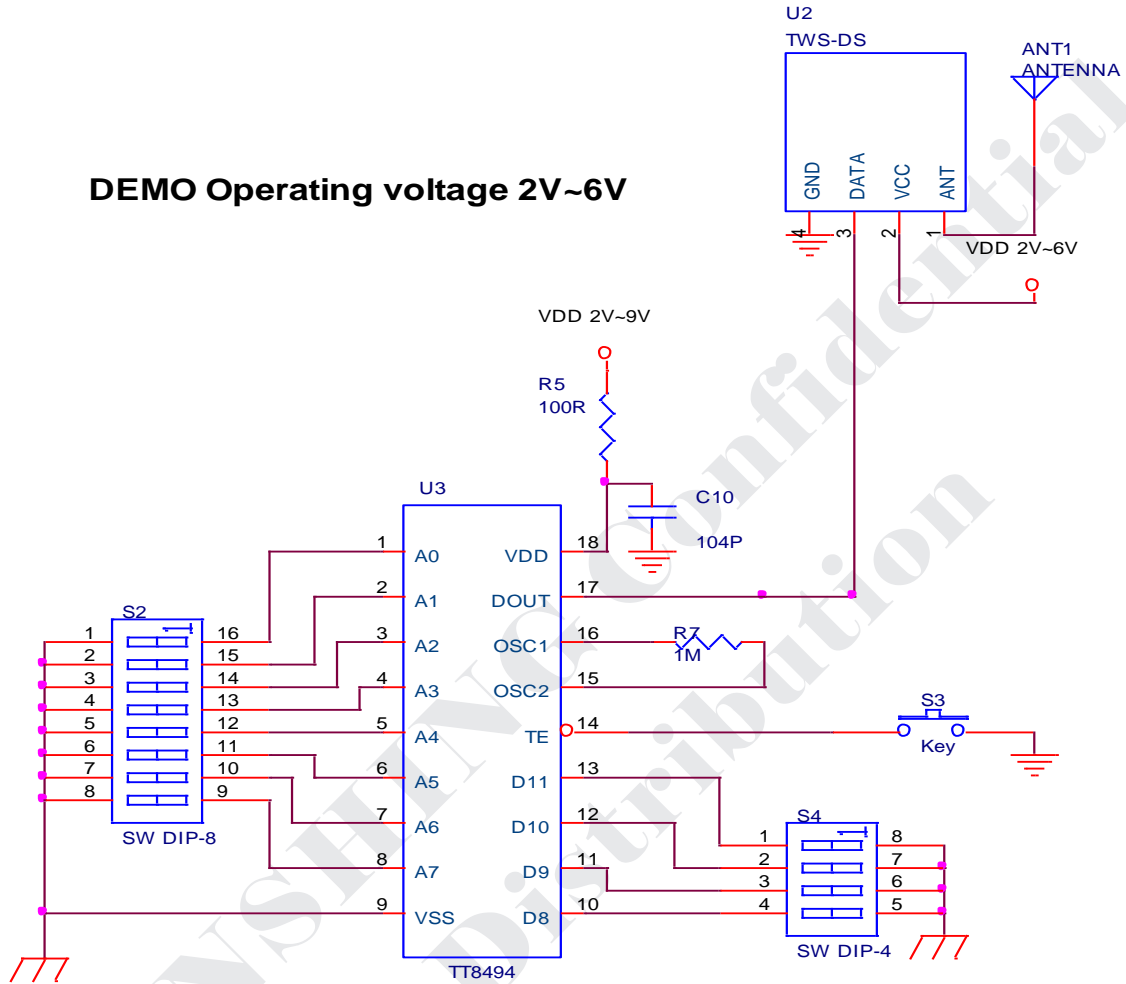 U2
TWS-DS
ANT1
ANTENNA
GND
DATA
VCC
ANT
4
3
2
1
DEMO Operating voltage 2V~6V
VDD 2V~6V
VDD 2V~9V
R5
100R
C10
104P
U3
1 A0 VDD 18
2 A1 DOUT 17
3 A2 OSC1 16
4 A3 OSC2 15
5 A4 TE 14
6 A5 D11 13
7 A6 D10 12
8 A7 D9 11
9 VSS D8 10
TT8494
R7
1M
S3
Key
S2
1 16
2 15
3 14
4 13
5 12
6 11
7 10
8 9
SW DIP-8
S4
1 8
2 7
3 6
4 5
SW DIP-4
NSHING Confidential
Distribution